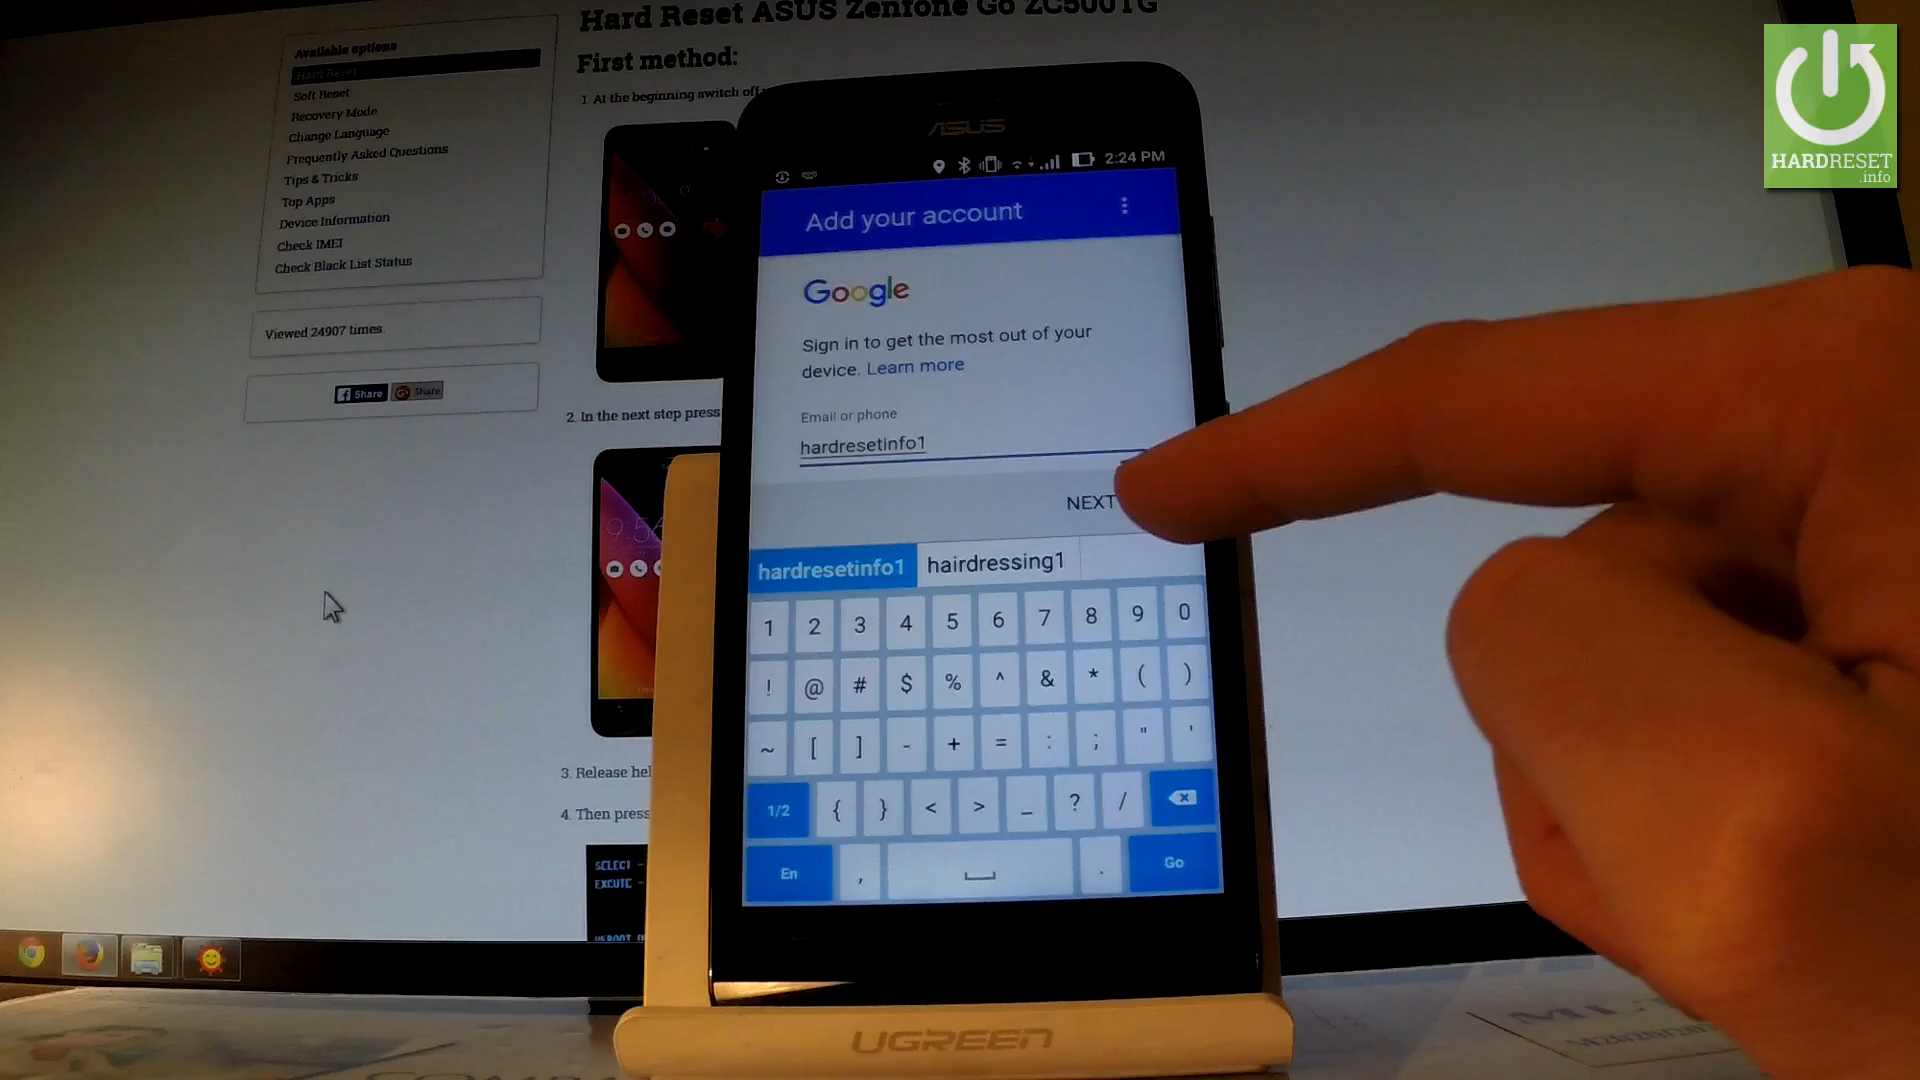 Hard Reset ASUS Zenfone Go ZC500TG
First method:
1. At the beginning switch off
Available options
Hard Reset
Soft Reset
Recovery Mode
Change Language
Frequently Asked Questions
Tips & Tricks
Top Apps
Device Information
Check IMEI
Check Black List Status
Viewed 24907 times
Share
Share
2. In the next step press
9:54
3. Release hel
4. Then press
SELECT -
EXCUTE -
ASUS
2:24 PM
Add your account
Google
Sign in to get the most out of your
device. Learn more
Email or phone
hardresetinfo1
NEXT
hardresetinfo1 hairdressing1
1 2 3 4 5 6 7 8 9 0
! @ # $ % ^ & * ( )
~ [ ] - + = : ; " '
1/2 { } < > _ ? /
En , . Go
UGREEN
HARDRESET
.info